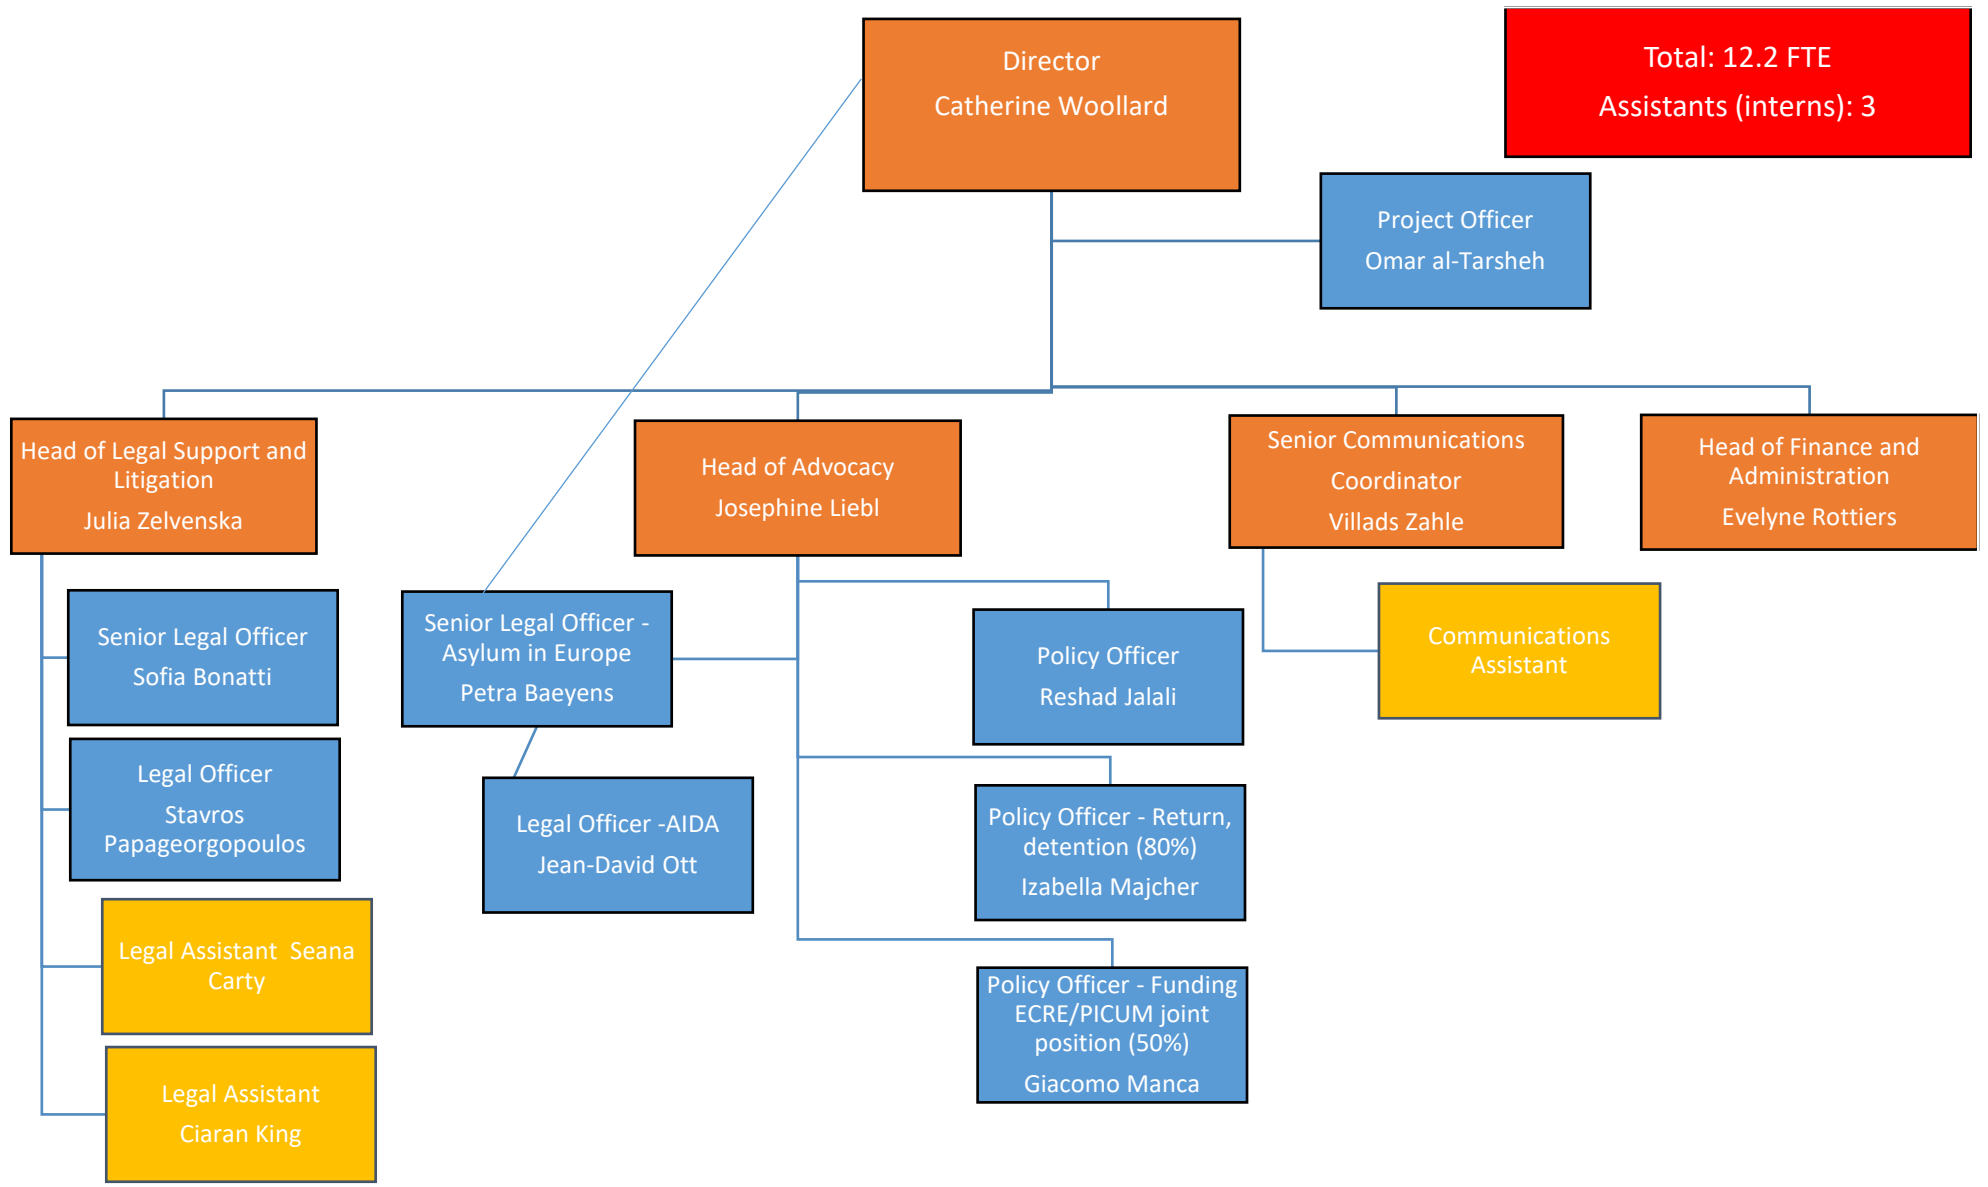 Director
Catherine Woollard
Total: 12.2 FTE
Assistants (interns): 3
Project Officer
Omar al-Tarsheh
Head of Legal Support and
Litigation
Julia Zelvenska
Head of Advocacy
Josephine Liebl
Senior Communications
Coordinator
Villads Zahle
Head of Finance and
Administration
Evelyne Rottiers
Senior Legal Officer
Sofia Bonatti
Senior Legal Officer -
Asylum in Europe
Petra Baeyens
Policy Officer
Reshad Jalali
Communications
Assistant
Legal Officer
Stavros
Papageorgopoulos
Legal Officer -AIDA
Jean-David Ott
Policy Officer - Return,
detention (80%)
Izabella Majcher
Legal Assistant  Seana
Carty
Policy Officer - Funding
ECRE/PICUM joint
position (50%)
Giacomo Manca
Legal Assistant
Ciaran King